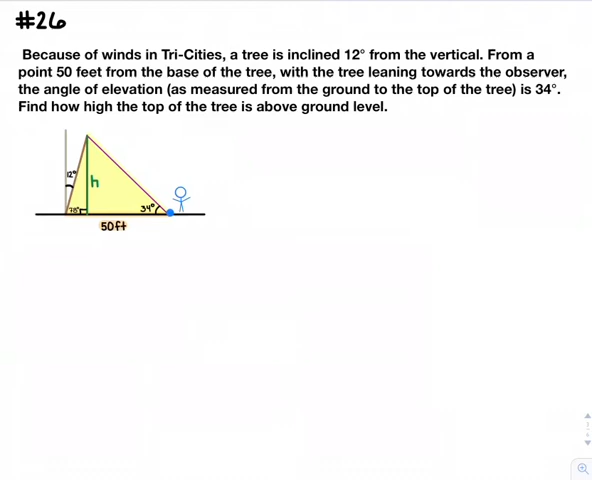 #26
Because of winds in Tri-Cities, a tree is inclined 12° from the vertical. From a
point 50 feet from the base of the tree, with the tree leaning towards the observer,
the angle of elevation (as measured from the ground to the top of the tree) is 34°.
Find how high the top of the tree is above ground level.
12°
h
78°
34°
50ft